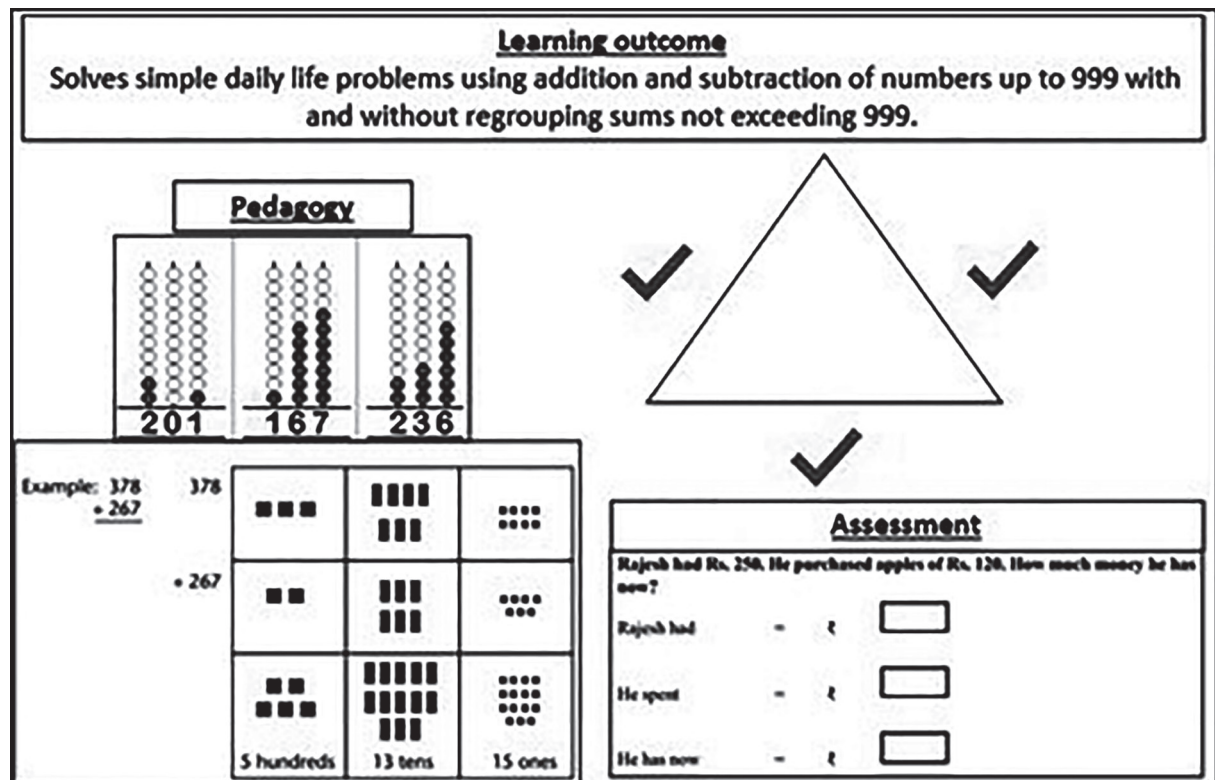 Learning outcome
Solves simple daily life problems using addition and subtraction of numbers up to 999 with
and without regrouping sums not exceeding 999.
Pedagogy
201 167 236
Example: 378 378
+ 267
+ 267
5 hundreds 13 tens 15 ones
Assessment
Rajesh had Rs. 250. He purchased apples of Rs. 120. How much money he has
now?
Rajesh had = ₹
He spent = ₹
He has now = ₹